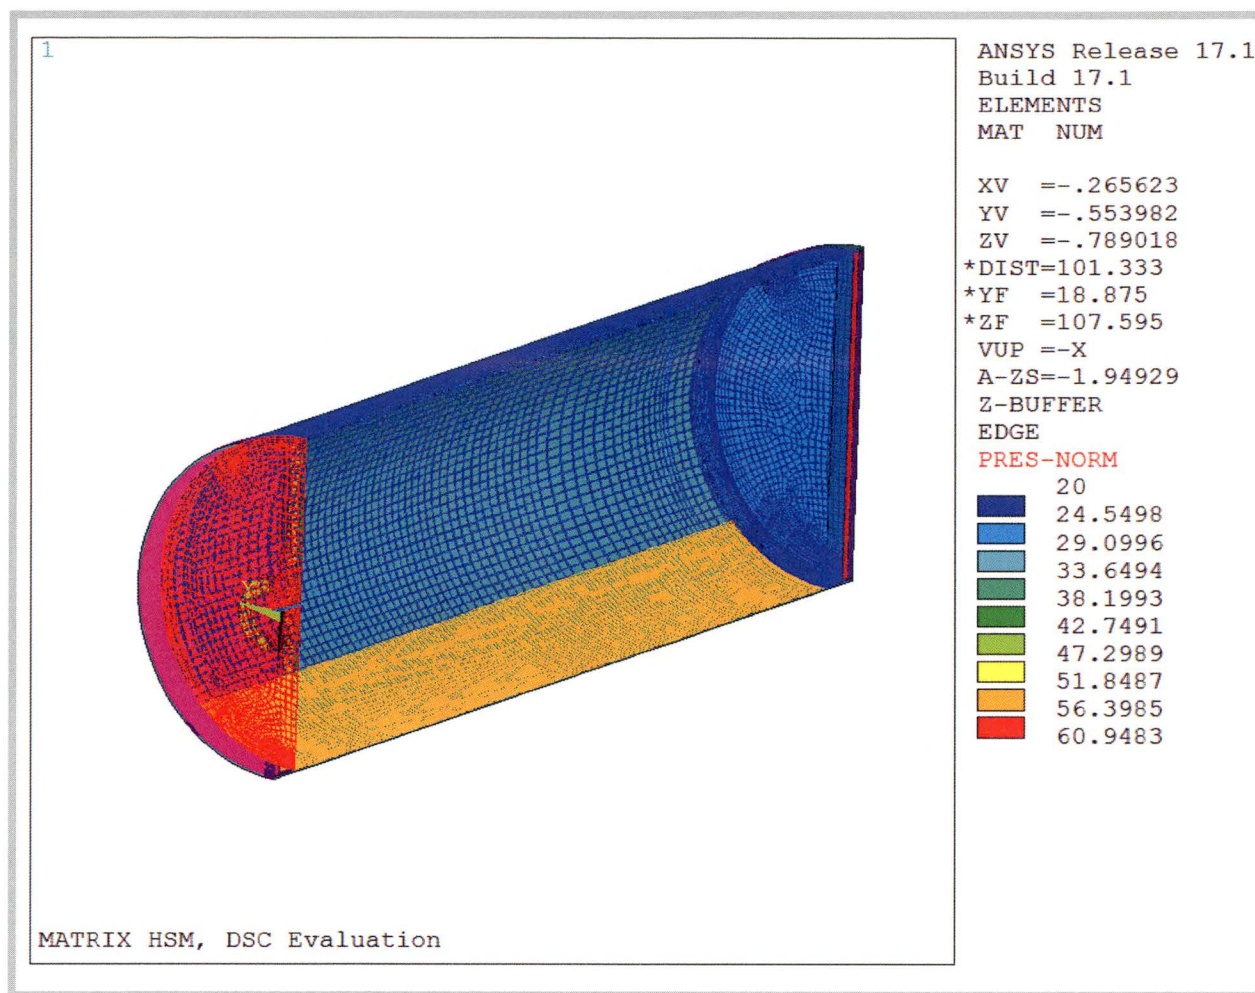 1
ANSYS Release 17.1
Build 17.1
ELEMENTS
MAT NUM
XV =-.265623
YV =-.553982
ZV =-.789018
*DIST=101.333
*YF =18.875
*ZF =107.595
VUP =-X
A-ZS=-1.94929
Z-BUFFER
EDGE
PRES-NORM
20
24.5498
29.0996
33.6494
38.1993
42.7491
47.2989
51.8487
56.3985
60.9483
MATRIX HSM, DSC Evaluation